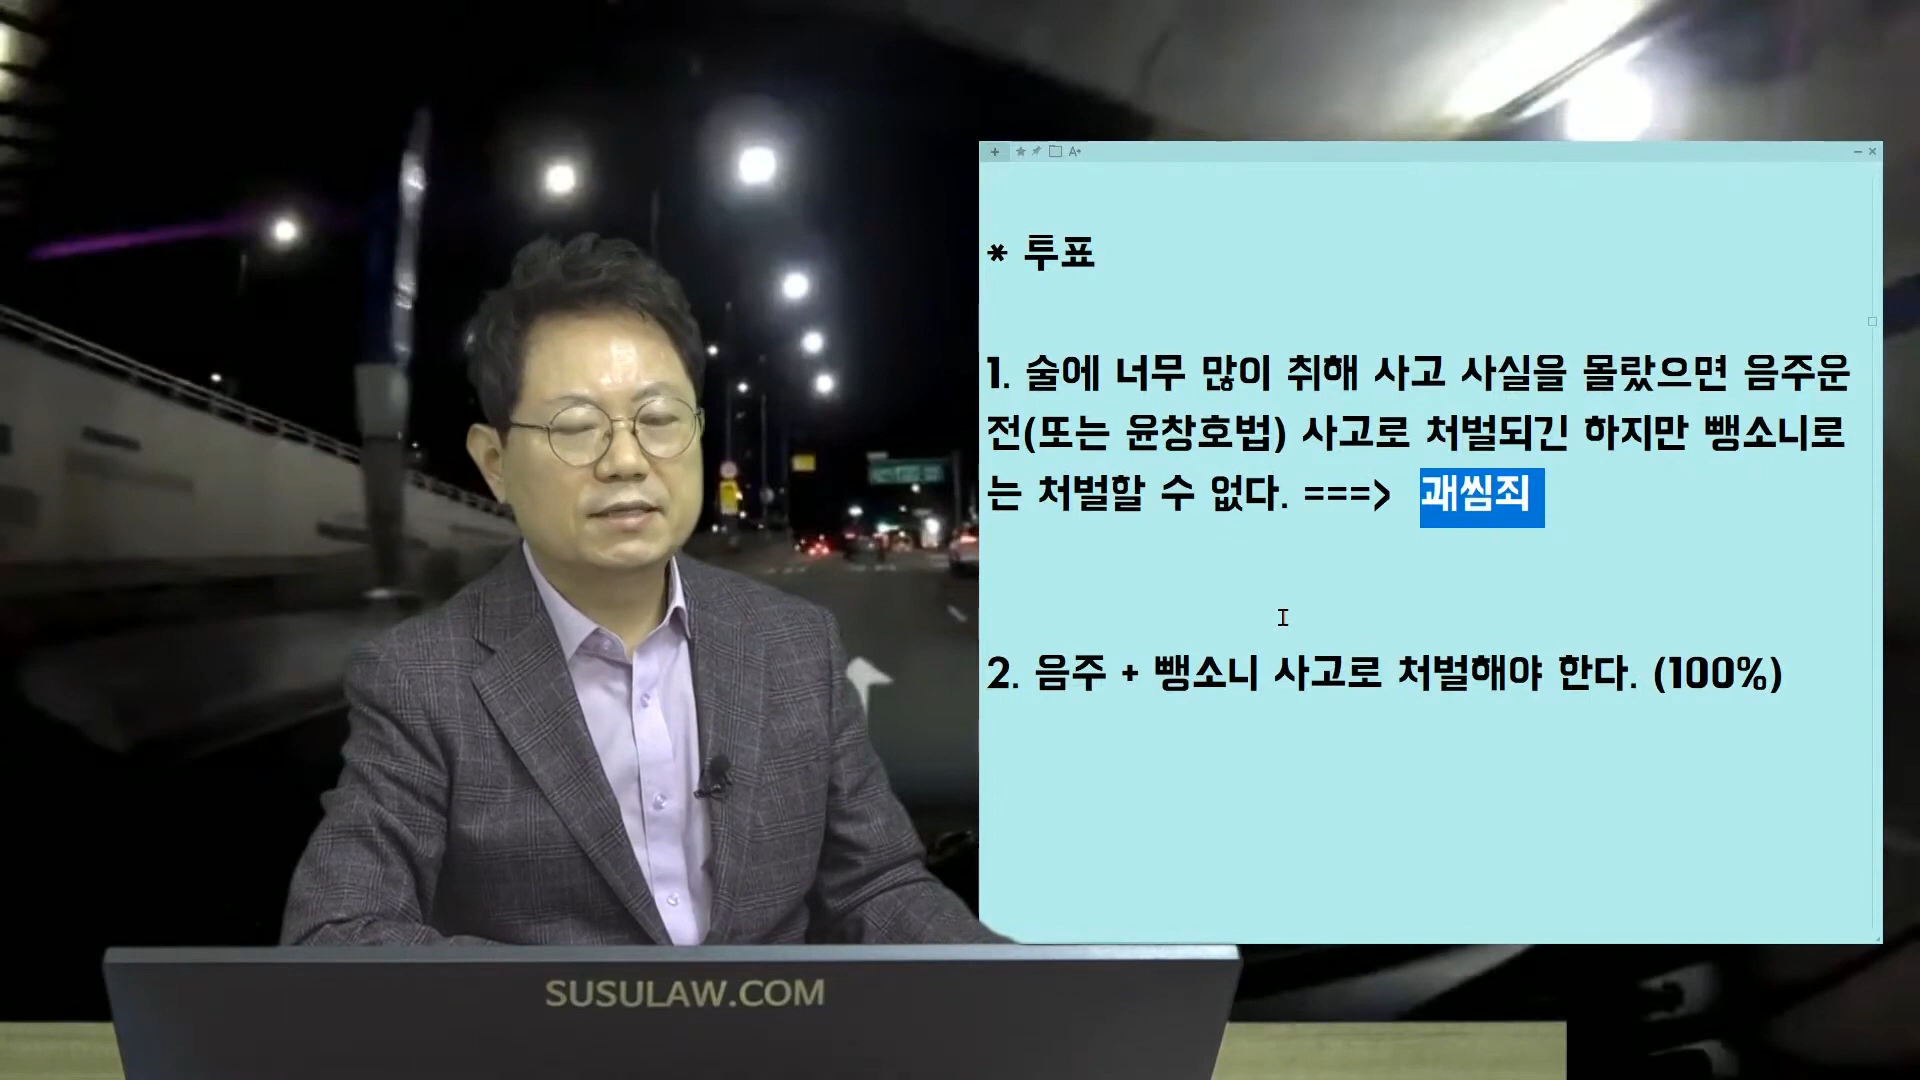 * 투표
1. 술에 너무 많이 취해 사고 사실을 몰랐으면 음주운
전(또는 윤창호법) 사고로 처벌되긴 하지만 뺑소니로
는 처벌할 수 없다. ===> 괘씸죄
2. 음주 + 뺑소니 사고로 처벌해야 한다. (100%)
SUSULAW.COM